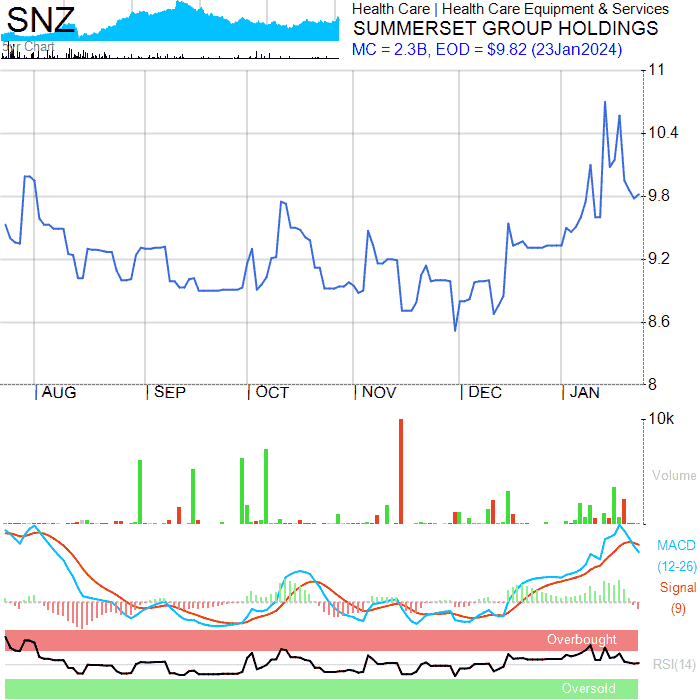 SNZ
5yr Chart
Health Care | Health Care Equipment & Services
SUMMERSET GROUP HOLDINGS
MC = 2.3B, EOD = $9.82 (23Jan2024)
11
10.4
9.8
9.2
8.6
8
AUG
SEP
OCT
NOV
DEC
JAN
10k
Volume
MACD
(12-26)
Signal
(9)
Overbought
RSI(14)
Oversold